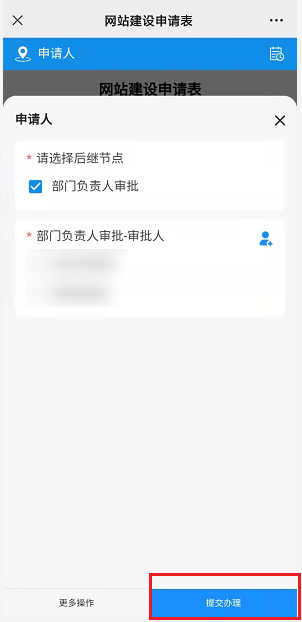 网站建设申请表
申请人
网站建设申请表
申请人
* 请选择后继节点
部门负责人审批
* 部门负责人审批-审批人
更多操作
提交办理